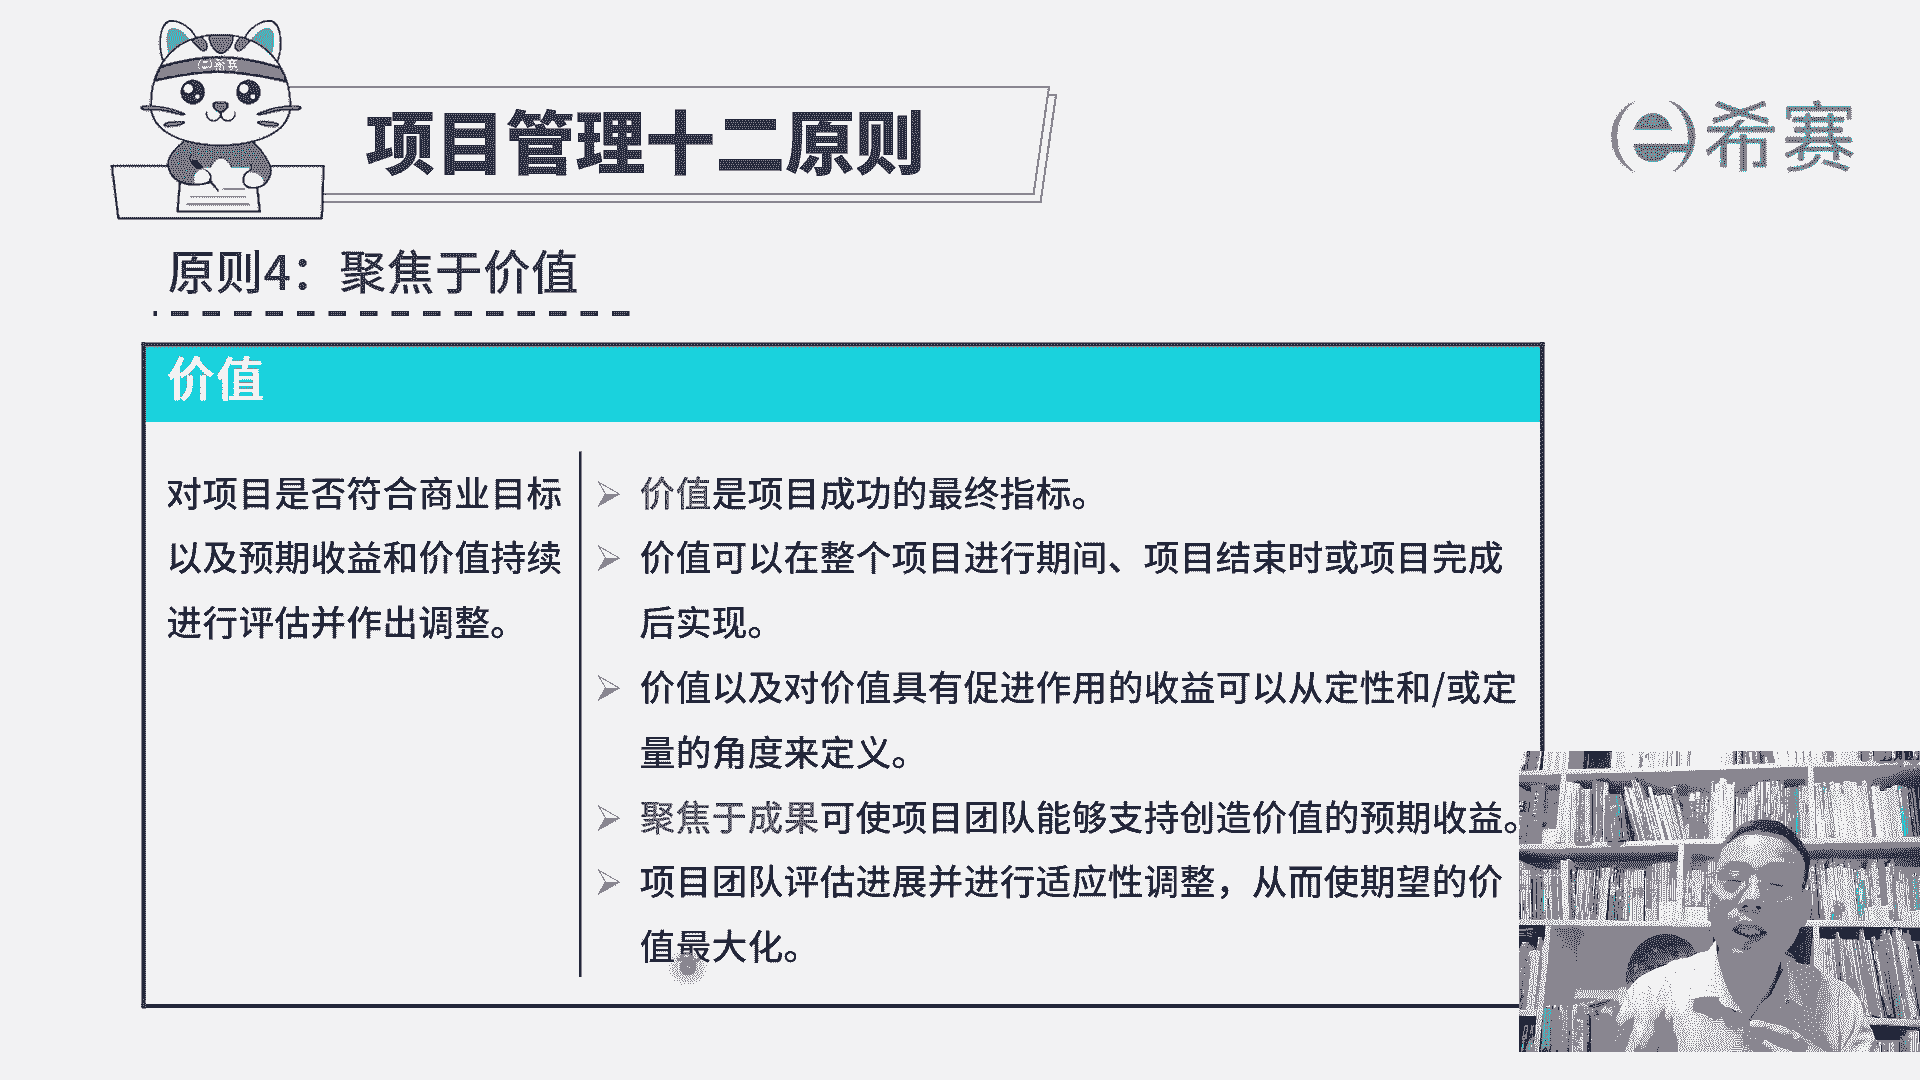 希赛
项目管理十二原则
希赛
原则4：聚焦于价值
价值
对项目是否符合商业目标
以及预期收益和价值持续
进行评估并作出调整。
价值是项目成功的最终指标。
价值可以在整个项目进行期间、项目结束时或项目完成
后实现。
价值以及对价值具有促进作用的收益可以从定性和/或定
量的角度来定义。
聚焦于成果可使项目团队能够支持创造价值的预期收益。
项目团队评估进展并进行适应性调整，从而使期望的价
值最大化。